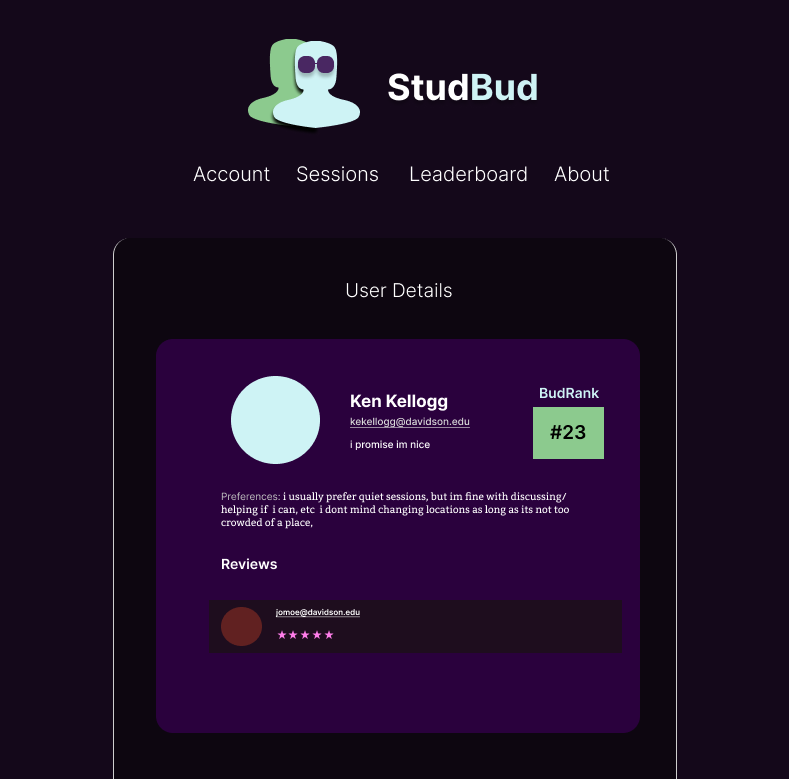 StudBud
Account Sessions Leaderboard About
User Details
Ken Kellogg
kekellogg@davidson.edu
i promise im nice
BudRank
#23
Preferences: i usually prefer quiet sessions, but im fine with discussing/
helping if i can, etc i dont mind changing locations as long as its not too
crowded of a place,
Reviews
jomoe@davidson.edu
★★★★★